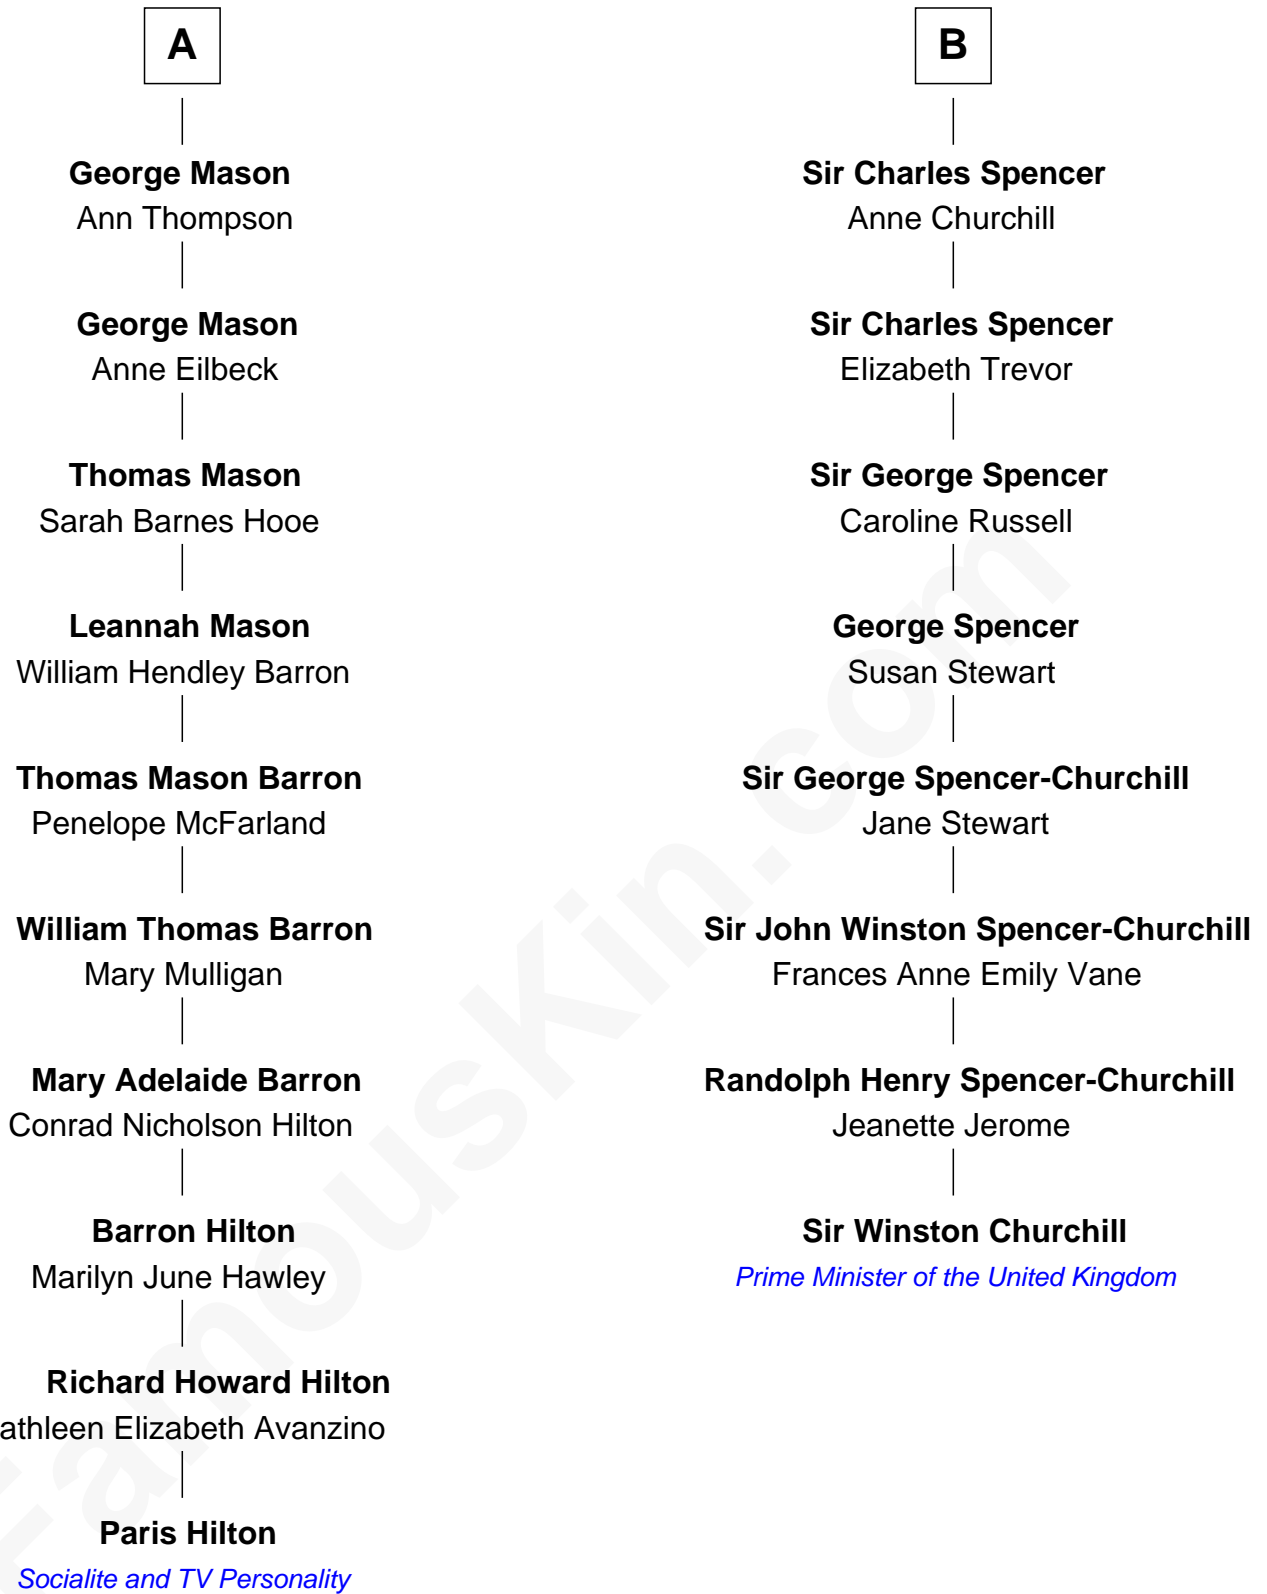 A
George Mason
Ann Thompson
George Mason
Anne Eilbeck
Thomas Mason
Sarah Barnes Hooe
Leannah Mason
William Hendley Barron
Thomas Mason Barron
Penelope McFarland
William Thomas Barron
Mary Mulligan
Mary Adelaide Barron
Conrad Nicholson Hilton
Barron Hilton
Marilyn June Hawley
Richard Howard Hilton
athleen Elizabeth Avanzino
Paris Hilton
Socialite and TV Personality
B
Sir Charles Spencer
Anne Churchill
Sir Charles Spencer
Elizabeth Trevor
Sir George Spencer
Caroline Russell
George Spencer
Susan Stewart
Sir George Spencer-Churchill
Jane Stewart
Sir John Winston Spencer-Churchill
Frances Anne Emily Vane
Randolph Henry Spencer-Churchill
Jeanette Jerome
Sir Winston Churchill
Prime Minister of the United Kingdom
FamousKin.com